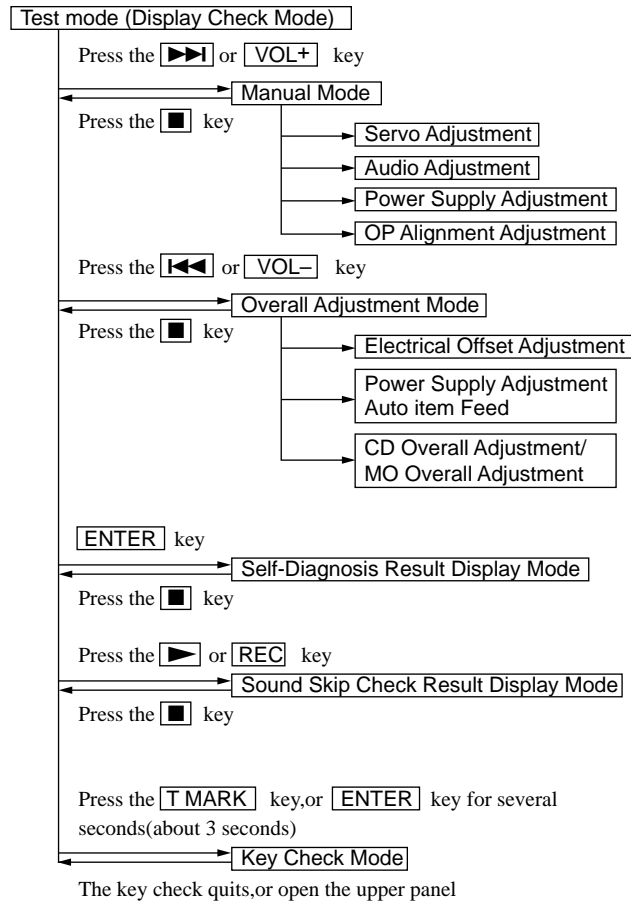 Test mode (Display Check Mode)
Press the ▶▶I or VOL+ key
Manual Mode
Press the ■ key
Servo Adjustment
Audio Adjustment
Power Supply Adjustment
OP Alignment Adjustment
Press the I◀◀ or VOL– key
Overall Adjustment Mode
Press the ■ key
Electrical Offset Adjustment
Power Supply Adjustment
Auto item Feed
CD Overall Adjustment/
MO Overall Adjustment
ENTER key
Self-Diagnosis Result Display Mode
Press the ■ key
Press the ▶ or REC key
Sound Skip Check Result Display Mode
Press the ■ key
Press the T MARK key,or ENTER key for several
seconds(about 3 seconds)
Key Check Mode
The key check quits,or open the upper panel